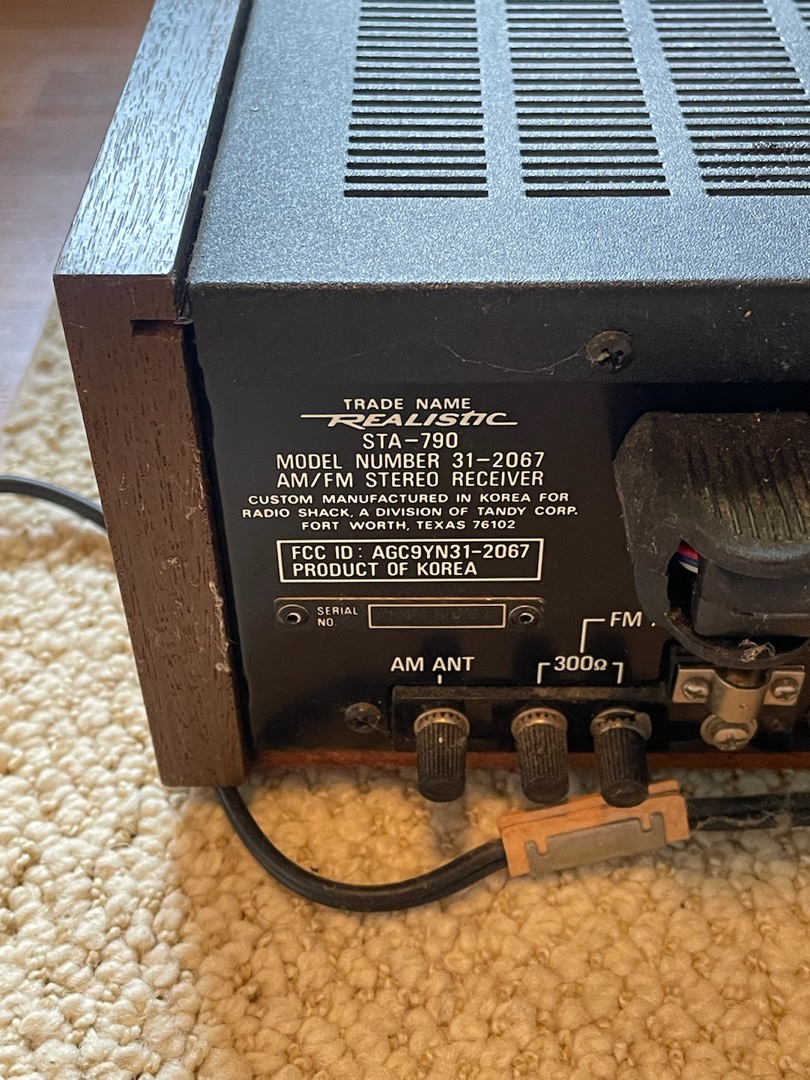 TRADE NAME
REALISTIC
STA-790
MODEL NUMBER 31-2067
AM/FM STEREO RECEIVER
CUSTOM MANUFACTURED IN KOREA FOR
RADIO SHACK, A DIVISION OF TANDY CORP.
FORT WORTH, TEXAS 76102
FCC ID: AGC9YN31-2067
PRODUCT OF KOREA
SERIAL
NO.
FM
AM ANT
300Ω